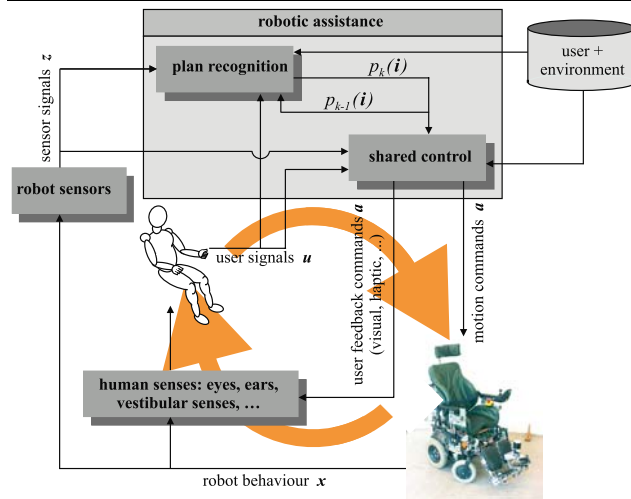 robotic assistance
plan recognition
user +
environment
p_k(i)
p_{k-1}(i)
shared control
sensor signals z
robot sensors
user signals u
user feedback commands a
(visual, haptic, ...)
motion commands a
human senses: eyes, ears,
vestibular senses, …
robot behaviour x